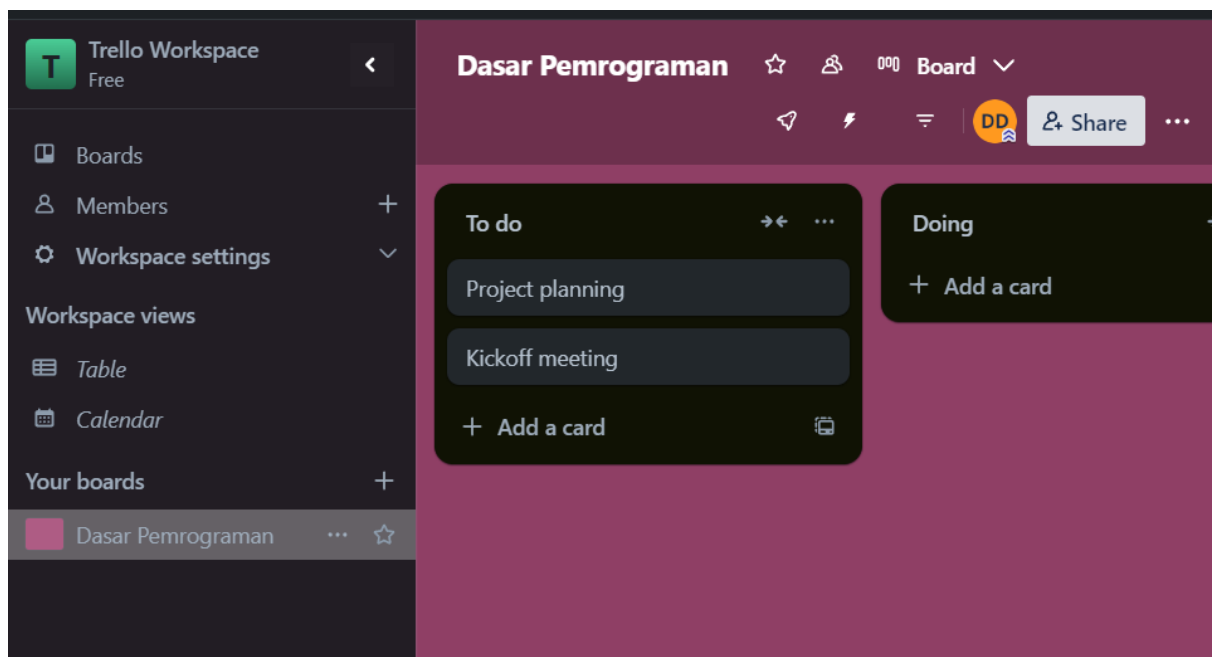 T
Trello Workspace
Free
Boards
Members
Workspace settings
Workspace views
Table
Calendar
Your boards
Dasar Pemrograman
Dasar Pemrograman
Board
DD
Share
To do
Project planning
Kickoff meeting
Add a card
Doing
Add a card